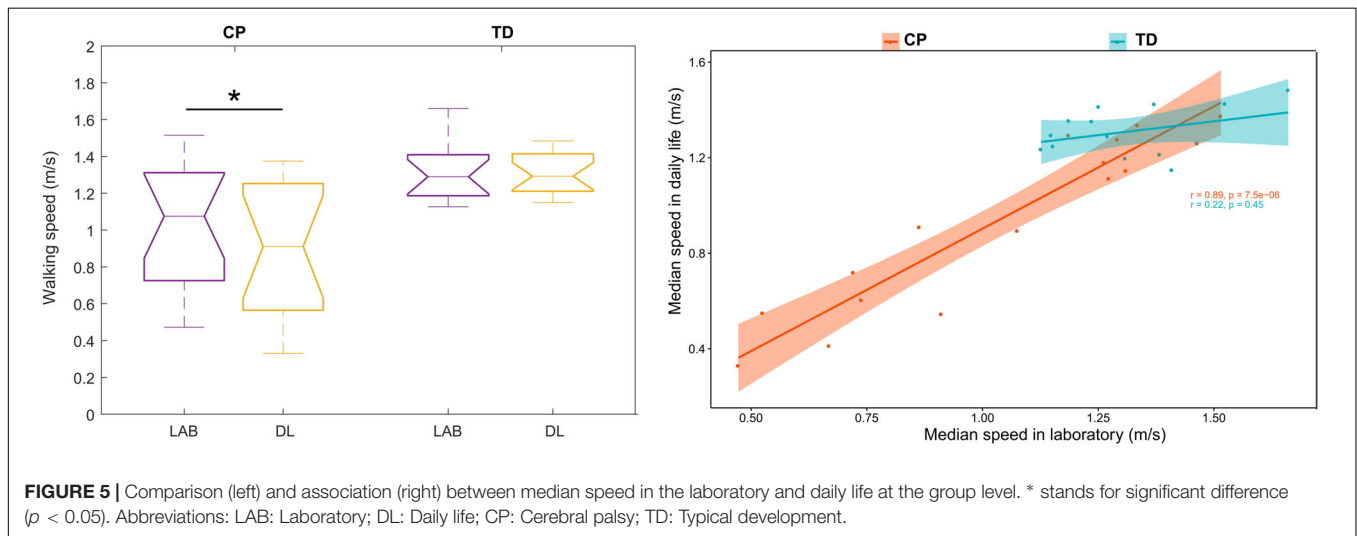 CP TD
2
1.8
1.6
1.4
1.2
1
0.8
0.6
0.4
0.2
0
Walking speed (m/s)
*
LAB DL LAB DL
CP TD
1.6
1.2
0.8
0.4
Median speed in daily life (m/s)
r = 0.89, p = 7.5e−06
r = 0.22, p = 0.45
0.50 0.75 1.00 1.25 1.50
Median speed in laboratory (m/s)
FIGURE 5 | Comparison (left) and association (right) between median speed in the laboratory and daily life at the group level. * stands for significant difference
(p < 0.05). Abbreviations: LAB: Laboratory; DL: Daily life; CP: Cerebral palsy; TD: Typical development.